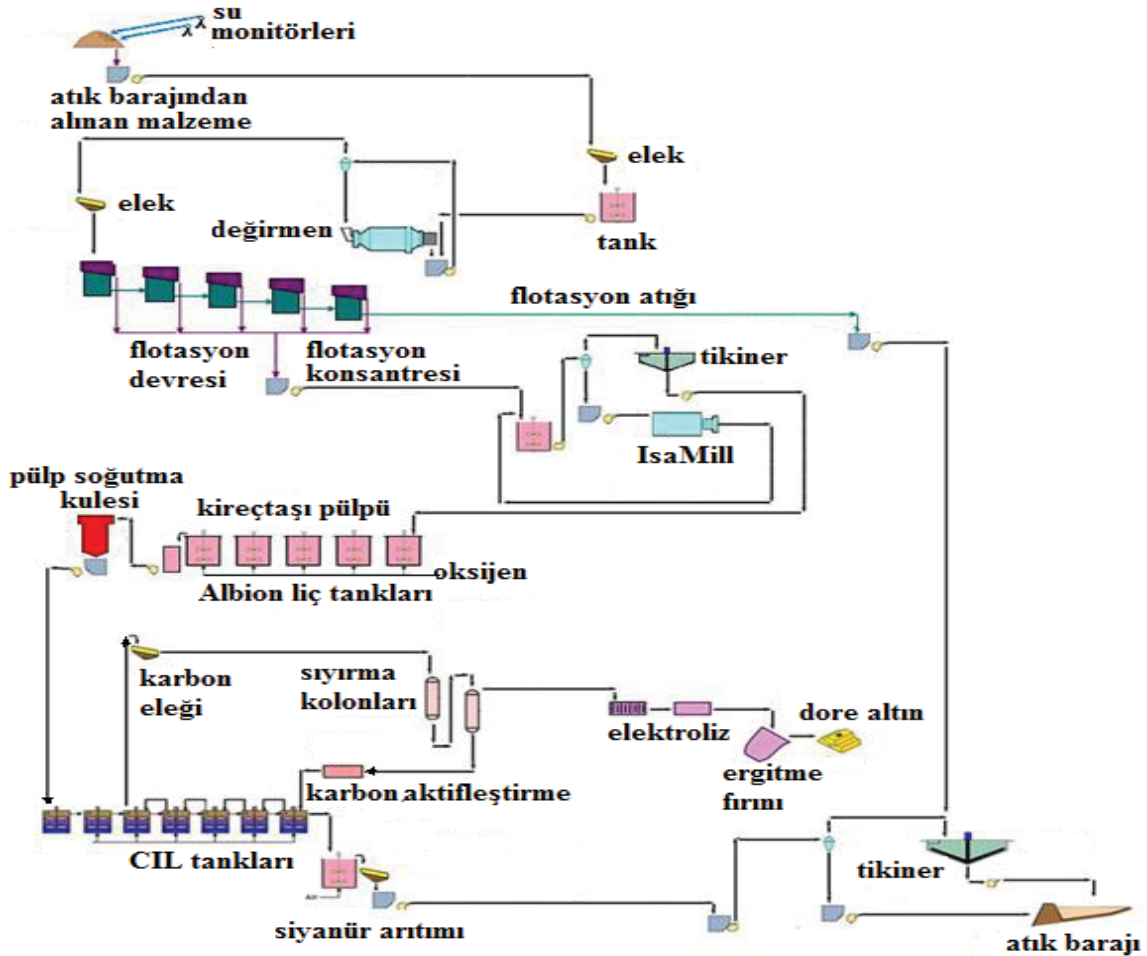 su
monitörleri
atık barajından
alınan malzeme
elek
elek
değirmen
tank
flotasyon atığı
flotasyon
devresi
flotasyon
konsantresi
tikiner
IsaMill
pülp soğutma
kulesi
kireçtaşı pülpü
oksijen
Albion liç tankları
karbon
eleği
sıyırma
kolonları
elektroliz
dore altın
ergitme
fırını
karbon aktifleştirme
CIL tankları
tikiner
siyanür arıtımı
atık barajı